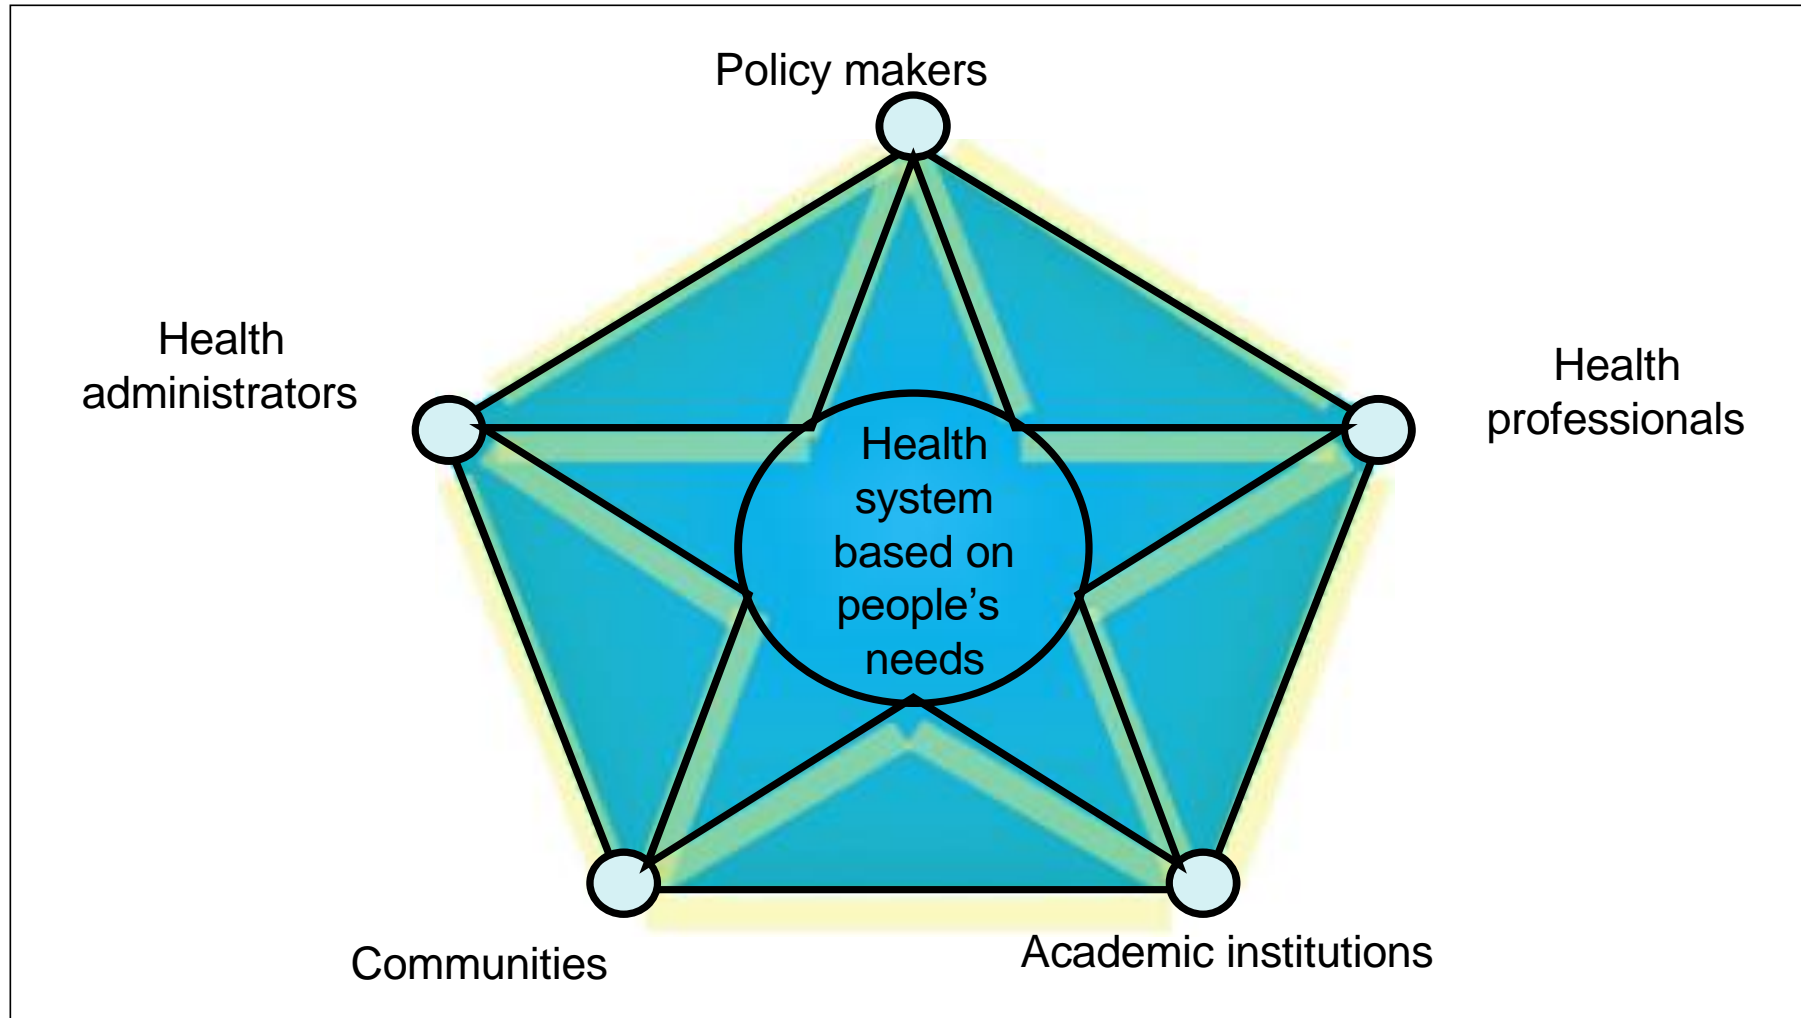 Policy makers
Health
administrators
Health
professionals
Health
system
based on
people’s
needs
Communities
Academic institutions